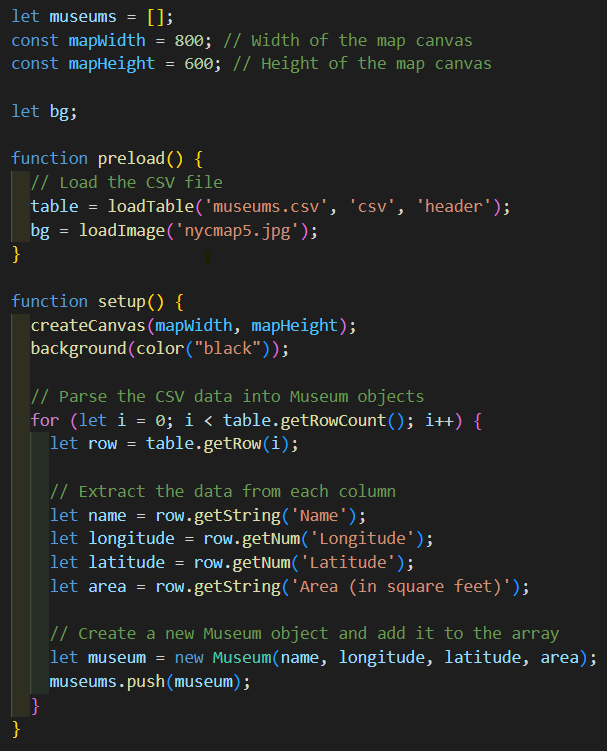 let museums = [];
const mapWidth = 800; // Width of the map canvas
const mapHeight = 600; // Height of the map canvas

let bg;

function preload() {
  // Load the CSV file
  table = loadTable('museums.csv', 'csv', 'header');
  bg = loadImage('nycmap5.jpg');
}

function setup() {
  createCanvas(mapWidth, mapHeight);
  background(color("black"));

  // Parse the CSV data into Museum objects
  for (let i = 0; i < table.getRowCount(); i++) {
    let row = table.getRow(i);

    // Extract the data from each column
    let name = row.getString('Name');
    let longitude = row.getNum('Longitude');
    let latitude = row.getNum('Latitude');
    let area = row.getString('Area (in square feet)');

    // Create a new Museum object and add it to the array
    let museum = new Museum(name, longitude, latitude, area);
    museums.push(museum);
  }
}